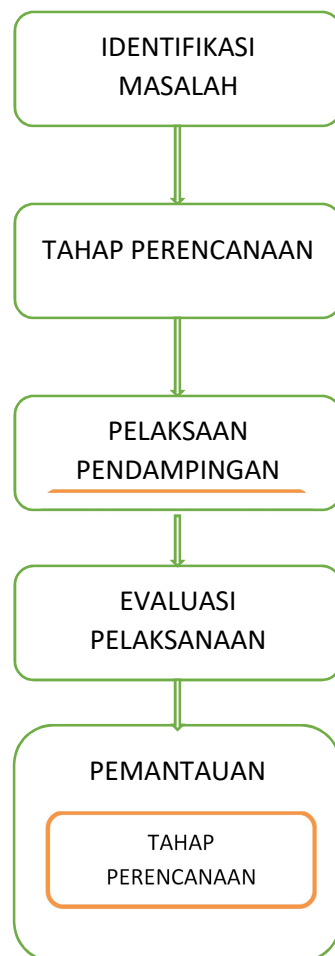 IDENTIFIKASI
MASALAH
TAHAP PERENCANAAN
PELAKSAAN
PENDAMPINGAN
EVALUASI
PELAKSANAAN
PEMANTAUAN
TAHAP
PERENCANAAN